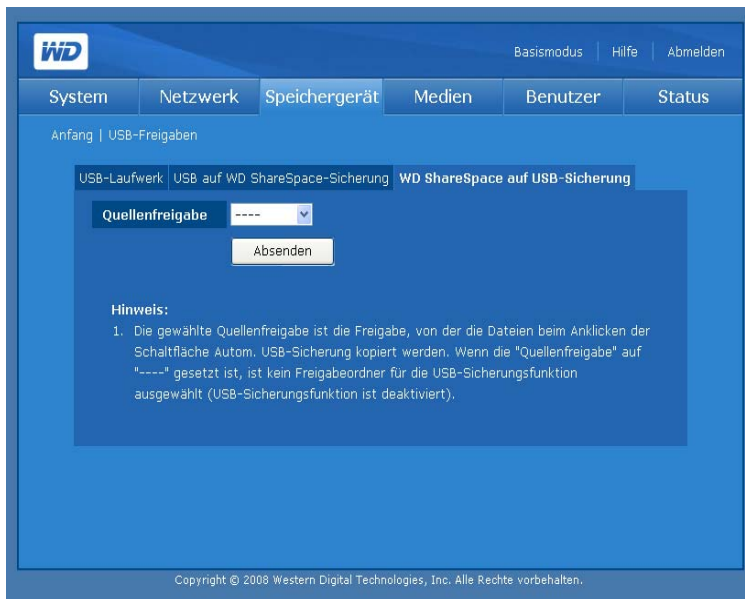 WD
Basismodus | Hilfe | Abmelden
System Netzwerk Speichergerät Medien Benutzer Status
Anfang | USB-Freigaben
USB-Laufwerk USB auf WD ShareSpace-Sicherung WD ShareSpace auf USB-Sicherung
Quellenfreigabe ----
Absenden
Hinweis:
1. Die gewählte Quellenfreigabe ist die Freigabe, von der die Dateien beim Anklicken der
Schaltfläche Autom. USB-Sicherung kopiert werden. Wenn die "Quellenfreigabe" auf
"----" gesetzt ist, ist kein Freigabeordner für die USB-Sicherungsfunktion
ausgewählt (USB-Sicherungsfunktion ist deaktiviert).
Copyright © 2008 Western Digital Technologies, Inc. Alle Rechte vorbehalten.